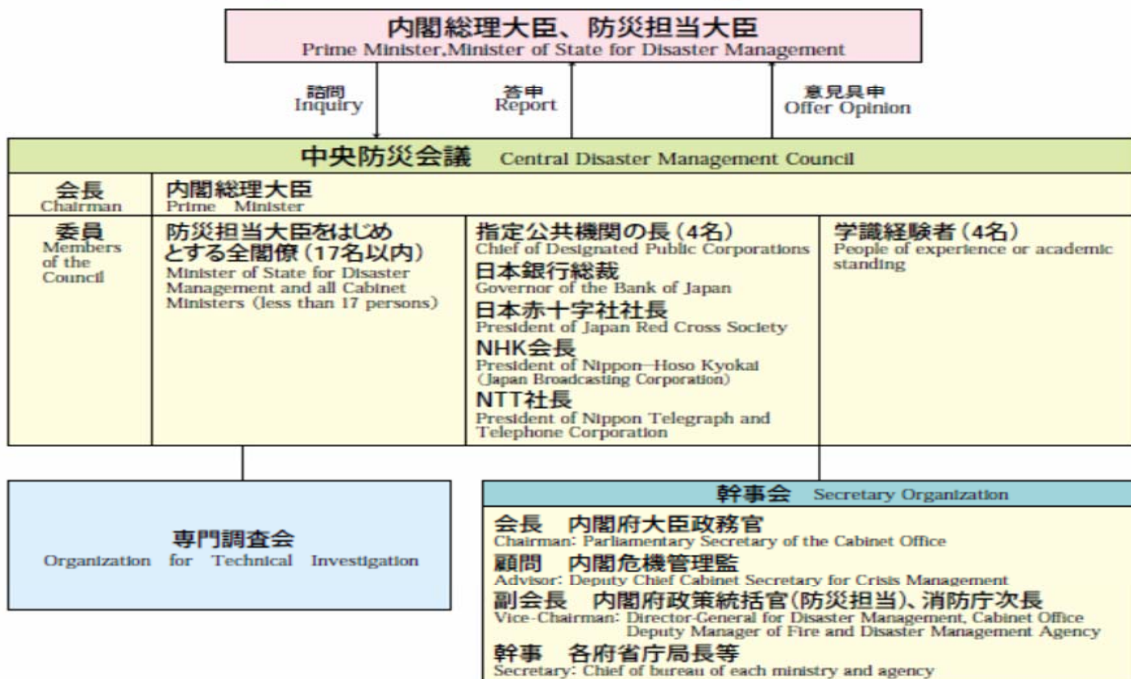 内閣総理大臣、防災担当大臣
Prime Minister,Minister of State for Disaster Management
諮問
Inquiry
答申
Report
意見具申
Offer Opinion
中央防災会議 Central Disaster Management Council
会長
Chairman
内閣総理大臣
Prime Minister
委員
Members
of the
Council
防災担当大臣をはじめ
とする全閣僚(17名以内)
Minister of State for Disaster
Management and all Cabinet
Ministers (less than 17 persons)
指定公共機関の長(4名)
Chief of Designated Public Corporations
日本銀行総裁
Governor of the Bank of Japan
日本赤十字社社長
President of Japan Red Cross Society
NHK会長
President of Nippon-Hoso Kyokai
(Japan Broadcasting Corporation)
NTT社長
President of Nippon Telegraph and
Telephone Corporation
学識経験者(4名)
People of experience or academic
standing
専門調査会
Organization for Technical Investigation
幹事会 Secretary Organization
会長 内閣府大臣政務官
Chairman: Parliamentary Secretary of the Cabinet Office
顧問 内閣危機管理監
Advisor: Deputy Chief Cabinet Secretary for Crisis Management
副会長 内閣府政策統括官(防災担当)、消防庁次長
Vice-Chairman: Director-General for Disaster Management, Cabinet Office
Deputy Manager of Fire and Disaster Management Agency
幹事 各府省庁局長等
Secretary: Chief of bureau of each ministry and agency